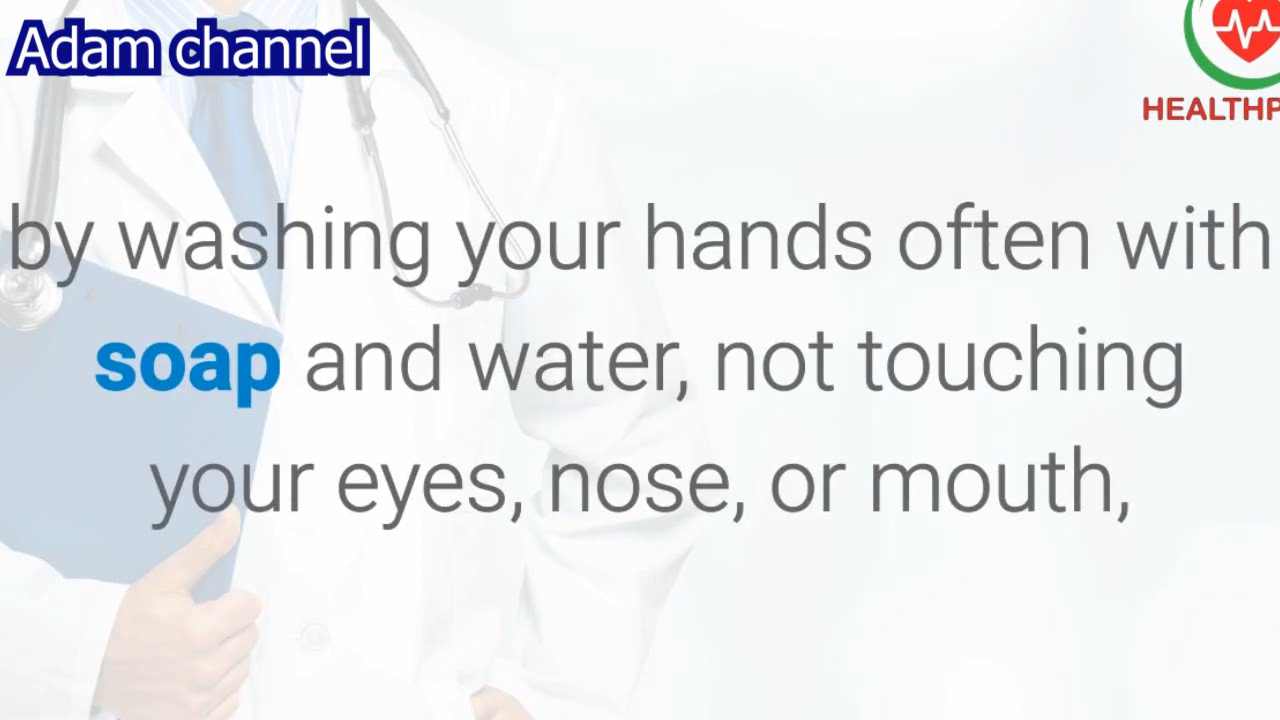 Adam channel
HEALTHP
by washing your hands often with
soap and water, not touching
your eyes, nose, or mouth,